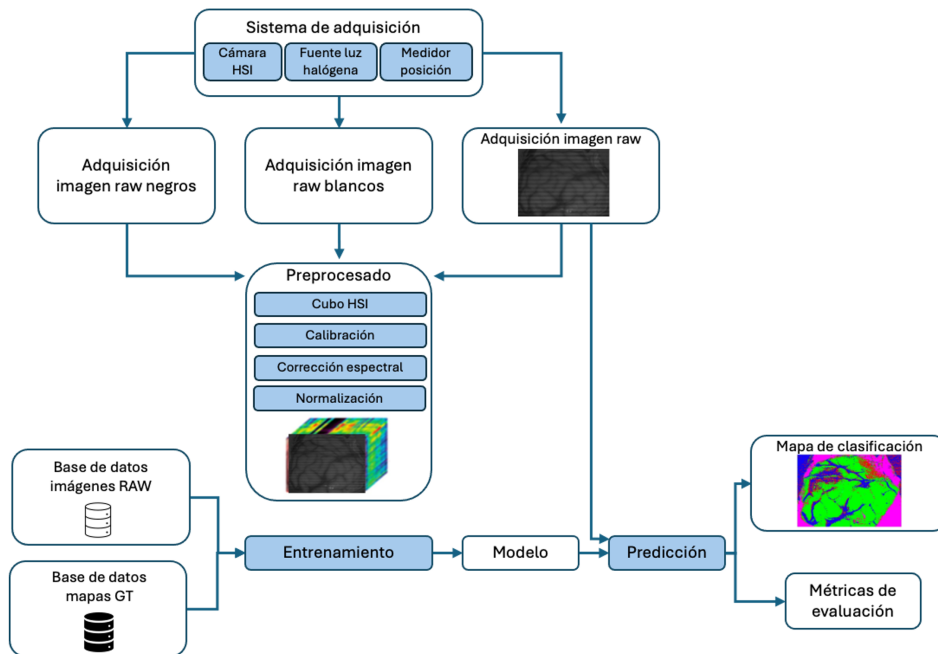 Sistema de adquisición
Cámara
HSI
Fuente luz
halógena
Medidor
posición
Adquisición
imagen raw negros
Adquisición imagen
raw blancos
Adquisición imagen raw
Preprocesado
Cubo HSI
Calibración
Corrección espectral
Normalización
Base de datos
imágenes RAW
Base de datos
mapas GT
Entrenamiento
Modelo
Predicción
Mapa de clasificación
Métricas de
evaluación